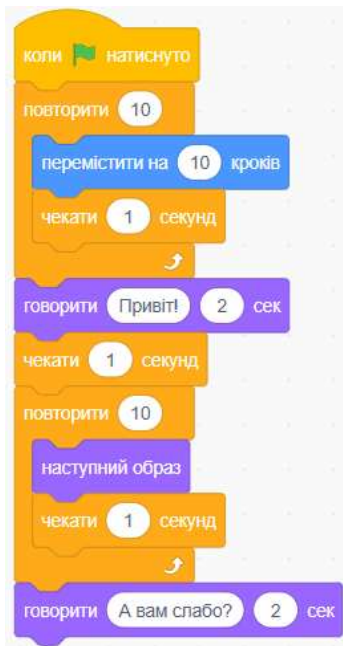 коли натиснуто
повторити 10
перемістити на 10 кроків
чекати 1 секунд
говорити Привіт! 2 сек
чекати 1 секунд
повторити 10
наступний образ
чекати 1 секунд
говорити А вам слабо? 2 сек